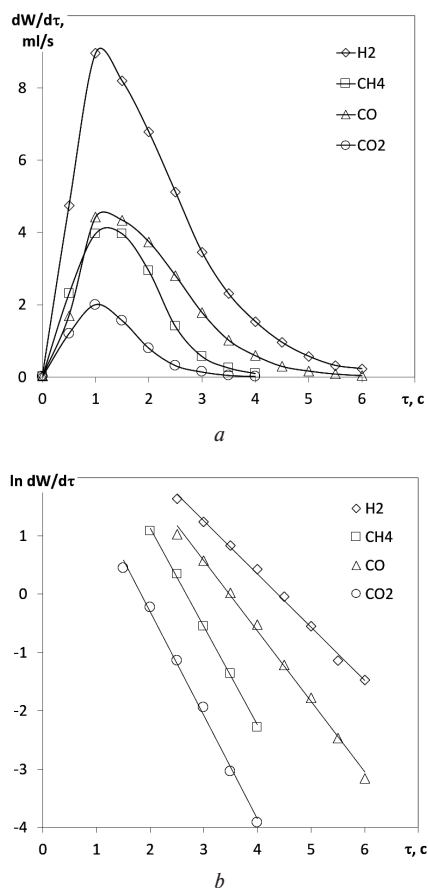 dW/dτ,
ml/s
H2
CH4
CO
CO2
8
6
4
2
0
0 1 2 3 4 5 6 τ, c
a
ln dW/dτ
H2
CH4
CO
CO2
1
0
-1
-2
-3
-4
0 1 2 3 4 5 6 τ, c
b